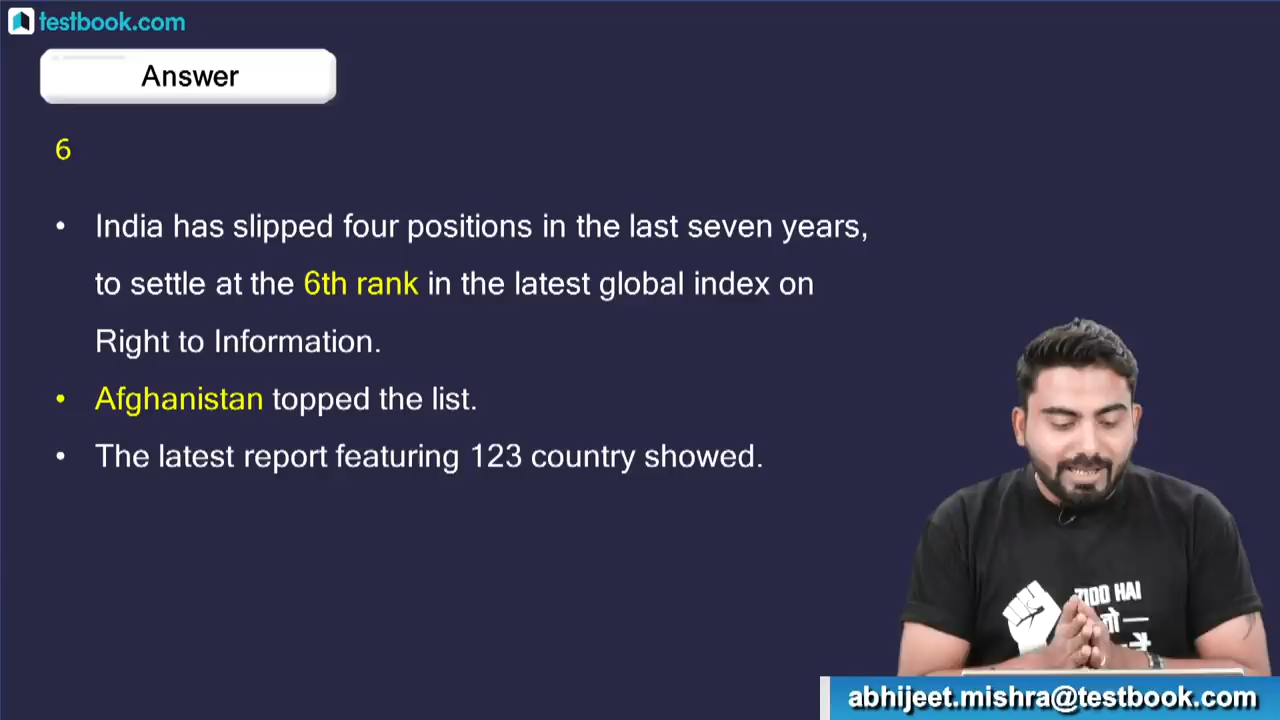 testbook.com
Answer
6
• India has slipped four positions in the last seven years,
to settle at the 6th rank in the latest global index on
Right to Information.
• Afghanistan topped the list.
• The latest report featuring 123 country showed.
ZIDD HAI
abhijeet.mishra@testbook.com